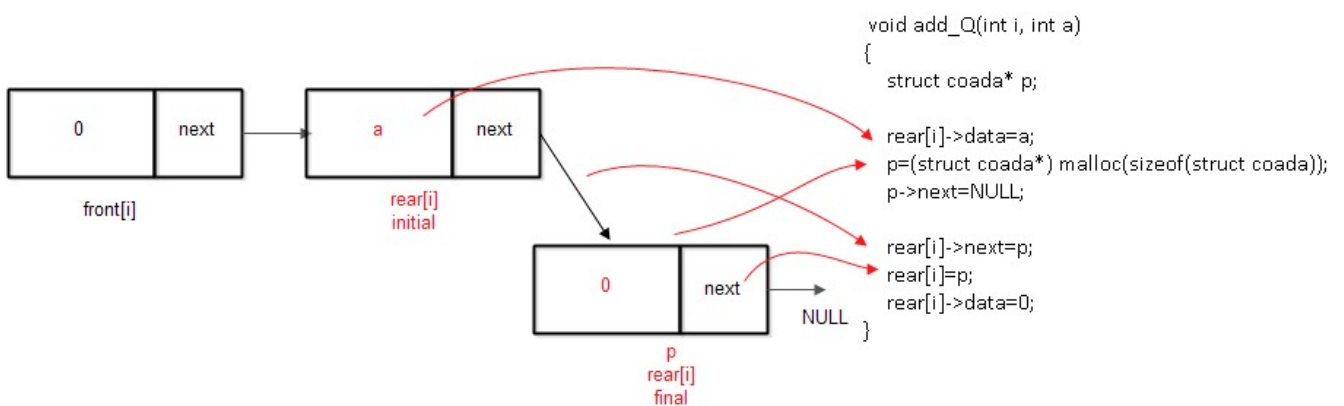 0
next
front[i]
a
next
rear[i]
initial
0
next
NULL
p
rear[i]
final
void add_Q(int i, int a)
{
struct coada* p;
rear[i]->data=a;
p=(struct coada*) malloc(sizeof(struct coada));
p->next=NULL;
rear[i]->next=p;
rear[i]=p;
rear[i]->data=0;
}